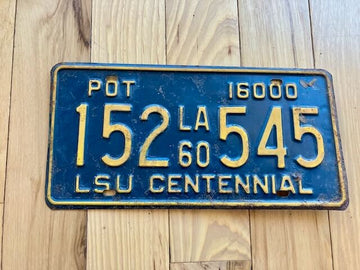 POT 16000
152 LA 60 545
LSU CENTENNIAL